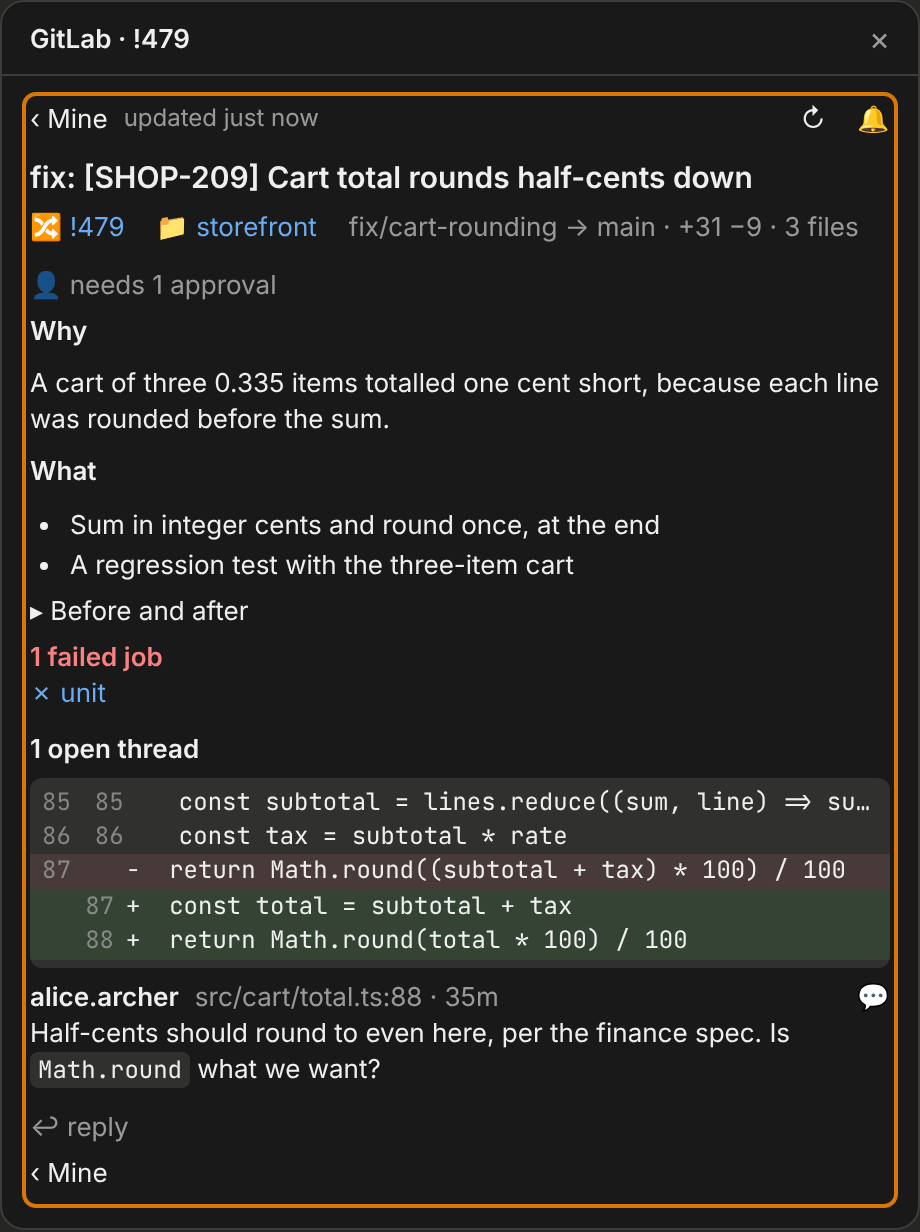 GitLab · !479 ×
‹ Mine updated just now
fix: [SHOP-209] Cart total rounds half-cents down
!479 storefront fix/cart-rounding → main · +31 −9 · 3 files
needs 1 approval
Why
A cart of three 0.335 items totalled one cent short, because each line
was rounded before the sum.
What
• Sum in integer cents and round once, at the end
• A regression test with the three-item cart
▸ Before and after
1 failed job
× unit
1 open thread
85 85 const subtotal = lines.reduce((sum, line) => su…
86 86 const tax = subtotal * rate
87 - return Math.round((subtotal + tax) * 100) / 100
87 + const total = subtotal + tax
88 + return Math.round(total * 100) / 100
alice.archer src/cart/total.ts:88 · 35m
Half-cents should round to even here, per the finance spec. Is
Math.round what we want?
↩ reply
‹ Mine